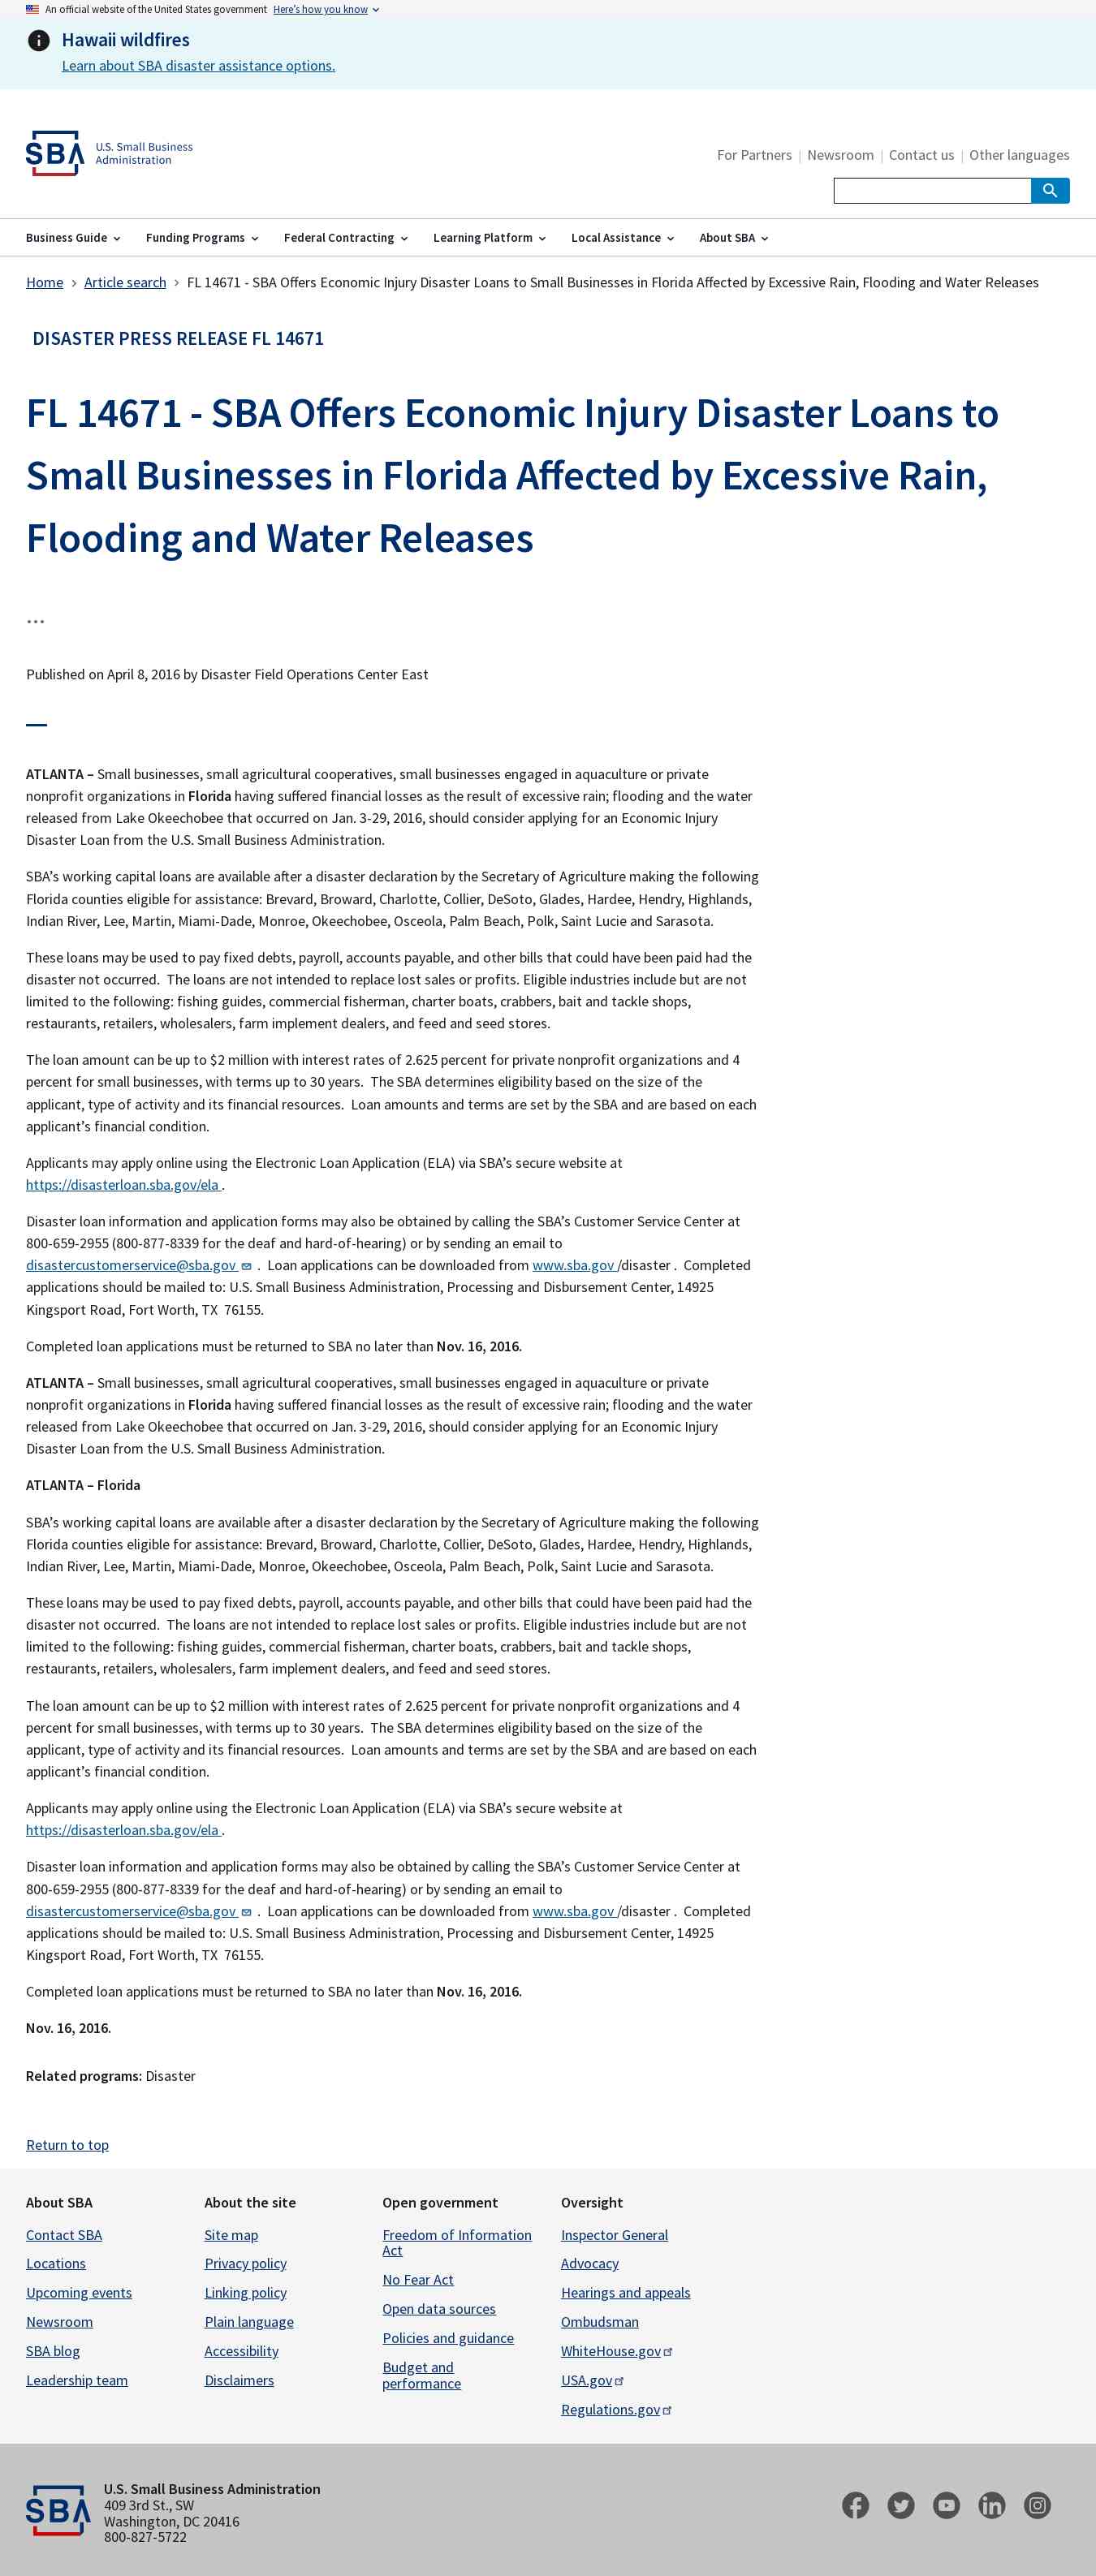 An official website of the United States government Here's how you know
Hawaii wildfires
Learn about SBA disaster assistance options.
SBA
U.S. Small Business
Administration
For Partners | Newsroom | Contact us | Other languages
Business Guide Funding Programs Federal Contracting Learning Platform Local Assistance About SBA
Home Article search FL 14671 - SBA Offers Economic Injury Disaster Loans to Small Businesses in Florida Affected by Excessive Rain, Flooding and Water Releases
DISASTER PRESS RELEASE FL 14671
FL 14671 - SBA Offers Economic Injury Disaster Loans to
Small Businesses in Florida Affected by Excessive Rain,
Flooding and Water Releases
...
Published on April 8, 2016 by Disaster Field Operations Center East
ATLANTA – Small businesses, small agricultural cooperatives, small businesses engaged in aquaculture or private
nonprofit organizations in Florida having suffered financial losses as the result of excessive rain; flooding and the water
released from Lake Okeechobee that occurred on Jan. 3-29, 2016, should consider applying for an Economic Injury
Disaster Loan from the U.S. Small Business Administration.
SBA's working capital loans are available after a disaster declaration by the Secretary of Agriculture making the following
Florida counties eligible for assistance: Brevard, Broward, Charlotte, Collier, DeSoto, Glades, Hardee, Hendry, Highlands,
Indian River, Lee, Martin, Miami-Dade, Monroe, Okeechobee, Osceola, Palm Beach, Polk, Saint Lucie and Sarasota.
These loans may be used to pay fixed debts, payroll, accounts payable, and other bills that could have been paid had the
disaster not occurred. The loans are not intended to replace lost sales or profits. Eligible industries include but are not
limited to the following: fishing guides, commercial fisherman, charter boats, crabbers, bait and tackle shops,
restaurants, retailers, wholesalers, farm implement dealers, and feed and seed stores.
The loan amount can be up to $2 million with interest rates of 2.625 percent for private nonprofit organizations and 4
percent for small businesses, with terms up to 30 years. The SBA determines eligibility based on the size of the
applicant, type of activity and its financial resources. Loan amounts and terms are set by the SBA and are based on each
applicant's financial condition.
Applicants may apply online using the Electronic Loan Application (ELA) via SBA's secure website at
https://disasterloan.sba.gov/ela .
Disaster loan information and application forms may also be obtained by calling the SBA's Customer Service Center at
800-659-2955 (800-877-8339 for the deaf and hard-of-hearing) or by sending an email to
disastercustomerservice@sba.gov . Loan applications can be downloaded from www.sba.gov /disaster . Completed
applications should be mailed to: U.S. Small Business Administration, Processing and Disbursement Center, 14925
Kingsport Road, Fort Worth, TX 76155.
Completed loan applications must be returned to SBA no later than Nov. 16, 2016.
ATLANTA – Small businesses, small agricultural cooperatives, small businesses engaged in aquaculture or private
nonprofit organizations in Florida having suffered financial losses as the result of excessive rain; flooding and the water
released from Lake Okeechobee that occurred on Jan. 3-29, 2016, should consider applying for an Economic Injury
Disaster Loan from the U.S. Small Business Administration.
ATLANTA – Florida
SBA's working capital loans are available after a disaster declaration by the Secretary of Agriculture making the following
Florida counties eligible for assistance: Brevard, Broward, Charlotte, Collier, DeSoto, Glades, Hardee, Hendry, Highlands,
Indian River, Lee, Martin, Miami-Dade, Monroe, Okeechobee, Osceola, Palm Beach, Polk, Saint Lucie and Sarasota.
These loans may be used to pay fixed debts, payroll, accounts payable, and other bills that could have been paid had the
disaster not occurred. The loans are not intended to replace lost sales or profits. Eligible industries include but are not
limited to the following: fishing guides, commercial fisherman, charter boats, crabbers, bait and tackle shops,
restaurants, retailers, wholesalers, farm implement dealers, and feed and seed stores.
The loan amount can be up to $2 million with interest rates of 2.625 percent for private nonprofit organizations and 4
percent for small businesses, with terms up to 30 years. The SBA determines eligibility based on the size of the
applicant, type of activity and its financial resources. Loan amounts and terms are set by the SBA and are based on each
applicant's financial condition.
Applicants may apply online using the Electronic Loan Application (ELA) via SBA's secure website at
https://disasterloan.sba.gov/ela .
Disaster loan information and application forms may also be obtained by calling the SBA's Customer Service Center at
800-659-2955 (800-877-8339 for the deaf and hard-of-hearing) or by sending an email to
disastercustomerservice@sba.gov . Loan applications can be downloaded from www.sba.gov /disaster . Completed
applications should be mailed to: U.S. Small Business Administration, Processing and Disbursement Center, 14925
Kingsport Road, Fort Worth, TX 76155.
Completed loan applications must be returned to SBA no later than Nov. 16, 2016.
Nov. 16, 2016.
Related programs: Disaster
Return to top
About SBA
Contact SBA
Locations
Upcoming events
Newsroom
SBA blog
Leadership team
About the site
Site map
Privacy policy
Linking policy
Plain language
Accessibility
Disclaimers
Open government
Freedom of Information
Act
No Fear Act
Open data sources
Policies and guidance
Budget and
performance
Oversight
Inspector General
Advocacy
Hearings and appeals
Ombudsman
WhiteHouse.gov
USA.gov
Regulations.gov
SBA
U.S. Small Business Administration
409 3rd St., SW
Washington, DC 20416
800-827-5722